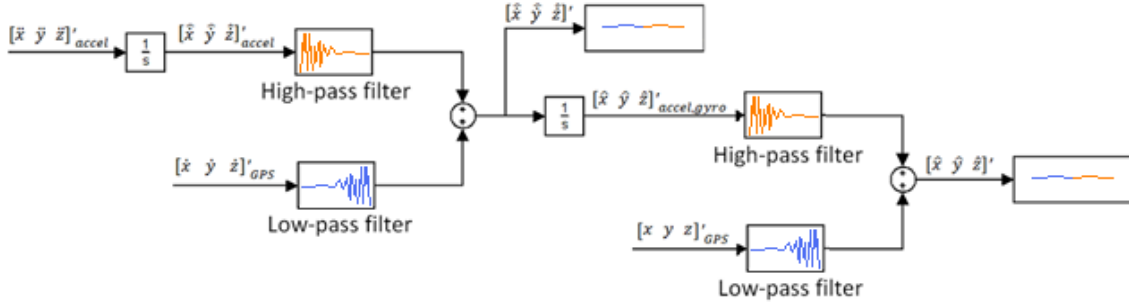 [ẍ ÿ z̈]′accel
1/s
[x̂̇ ŷ̇ ẑ̇]′accel
High-pass filter
[ẋ ẏ ż]′GPS
Low-pass filter
[x̂̇ ŷ̇ ẑ̇]′
1/s
[x̂ ŷ ẑ]′accel,gyro
High-pass filter
[x y z]′GPS
Low-pass filter
[x̂ ŷ ẑ]′